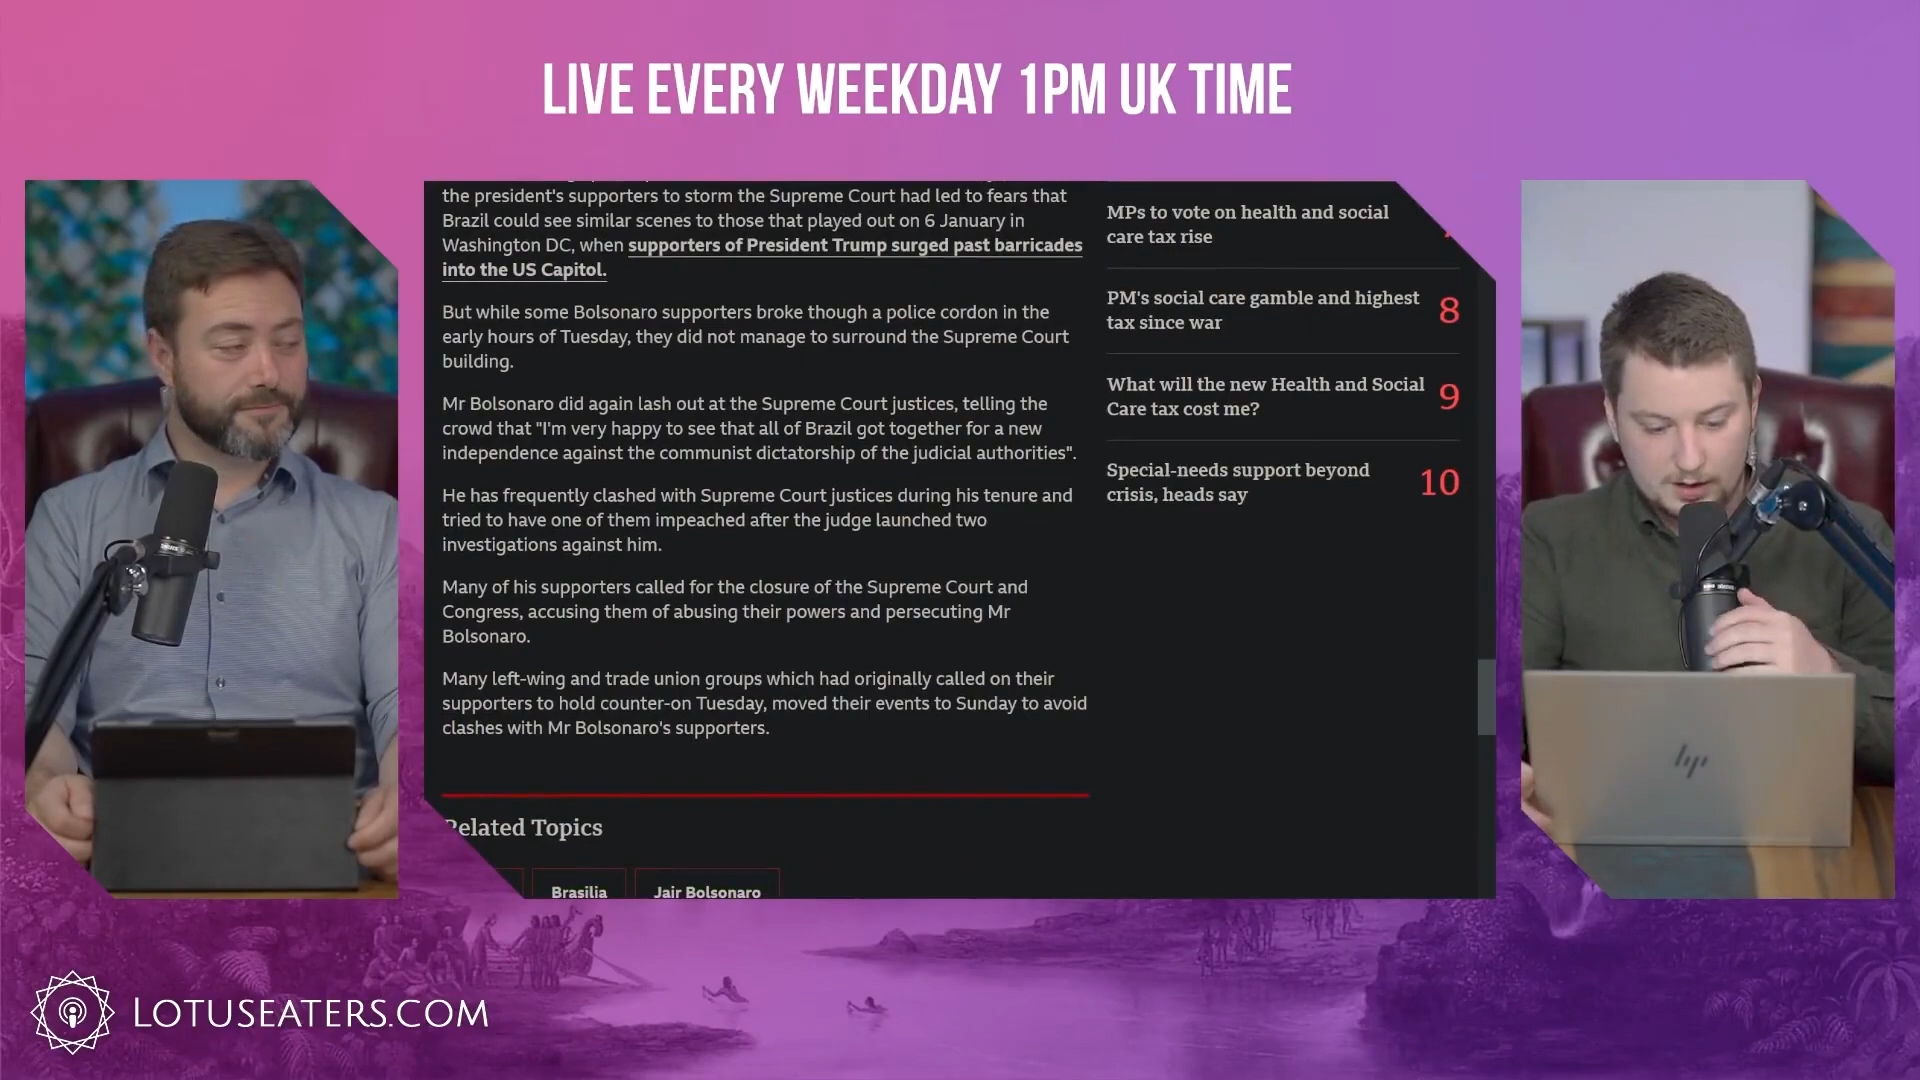 LIVE EVERY WEEKDAY 1PM UK TIME
the president's supporters to storm the Supreme Court had led to fears that
Brazil could see similar scenes to those that played out on 6 January in
Washington DC, when supporters of President Trump surged past barricades
into the US Capitol.
But while some Bolsonaro supporters broke though a police cordon in the
early hours of Tuesday, they did not manage to surround the Supreme Court
building.
Mr Bolsonaro did again lash out at the Supreme Court justices, telling the
crowd that "I'm very happy to see that all of Brazil got together for a new
independence against the communist dictatorship of the judicial authorities".
He has frequently clashed with Supreme Court justices during his tenure and
tried to have one of them impeached after the judge launched two
investigations against him.
Many of his supporters called for the closure of the Supreme Court and
Congress, accusing them of abusing their powers and persecuting Mr
Bolsonaro.
Many left-wing and trade union groups which had originally called on their
supporters to hold counter-on Tuesday, moved their events to Sunday to avoid
clashes with Mr Bolsonaro's supporters.
Related Topics
Brasilia
Jair Bolsonaro
MPs to vote on health and social
care tax rise
PM's social care gamble and highest
tax since war
8
What will the new Health and Social
Care tax cost me?
9
Special-needs support beyond
crisis, heads say
10
hp
LOTUSEATERS.COM